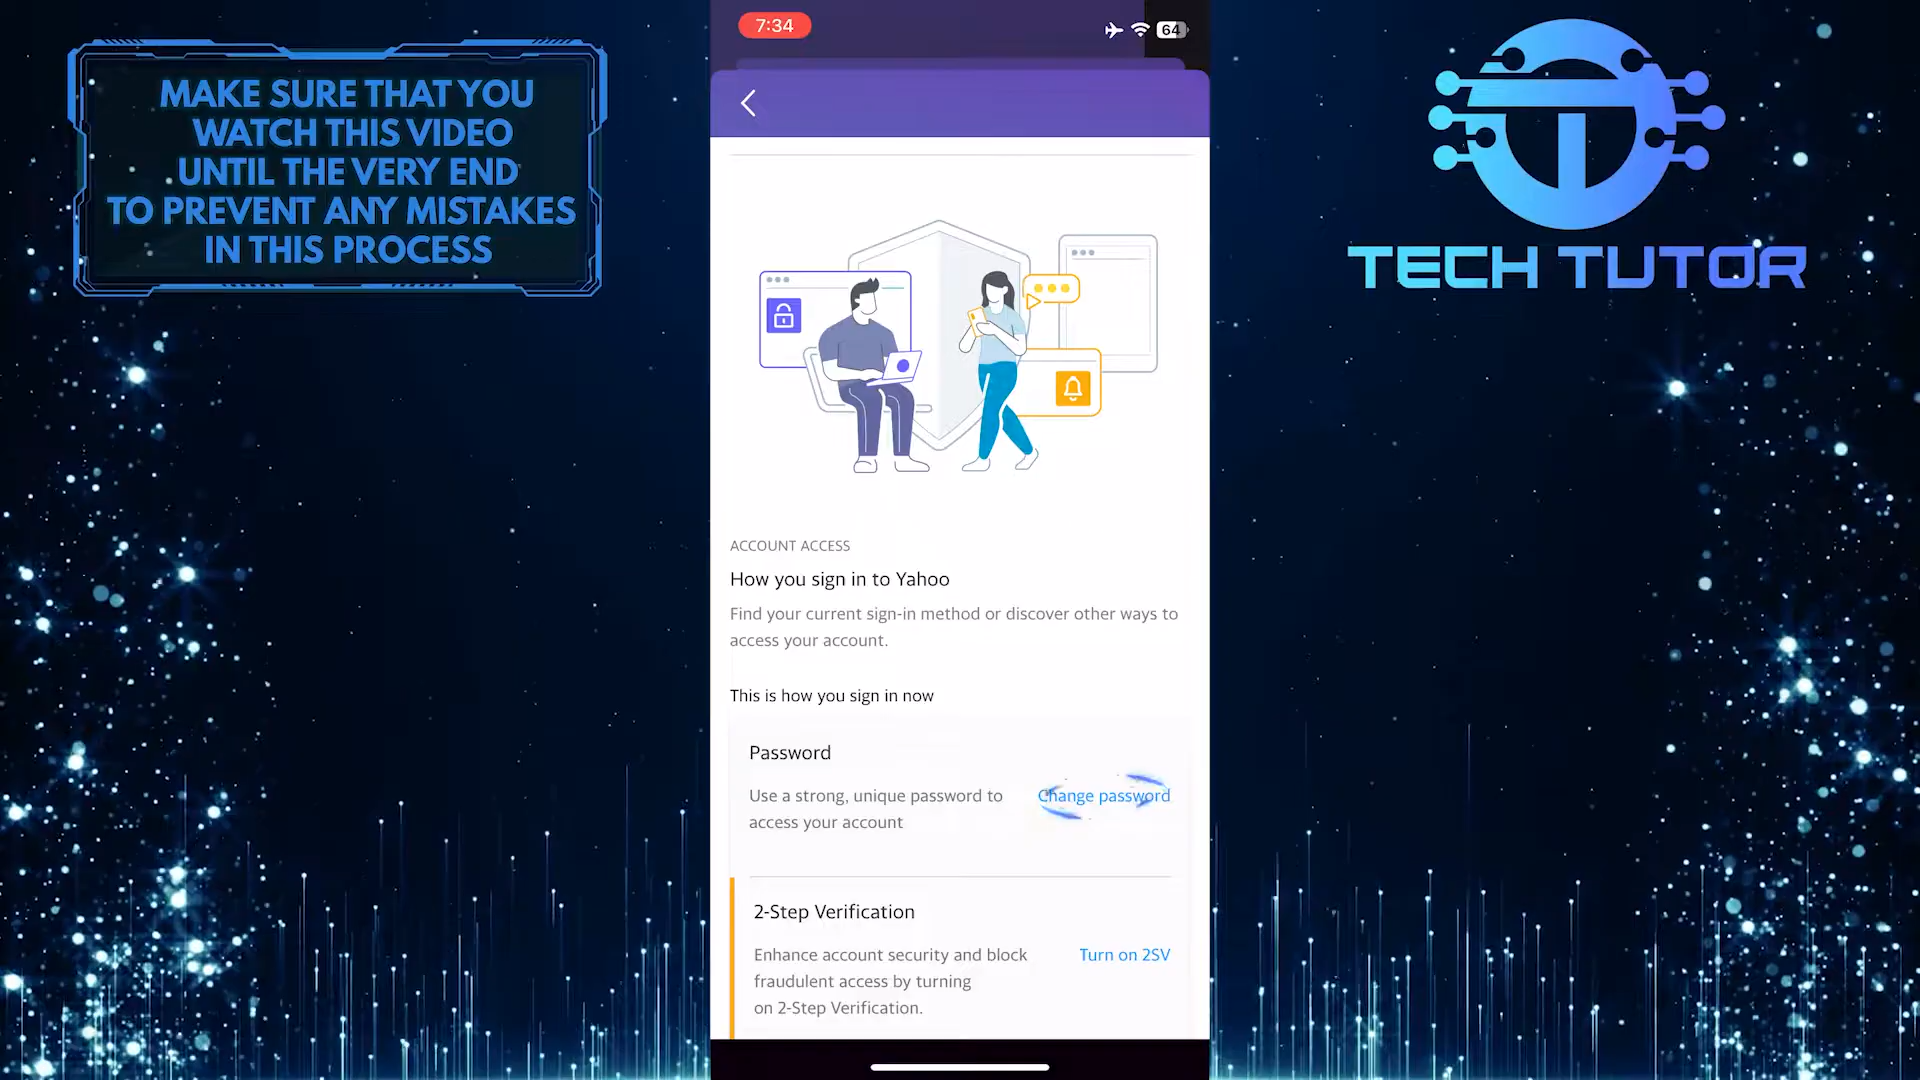 MAKE SURE THAT YOU
WATCH THIS VIDEO
UNTIL THE VERY END
TO PREVENT ANY MISTAKES
IN THIS PROCESS
7:34
64
TECH TUTOR
ACCOUNT ACCESS
How you sign in to Yahoo
Find your current sign-in method or discover other ways to
access your account.
This is how you sign in now
Password
Use a strong, unique password to
access your account
Change password
2-Step Verification
Enhance account security and block
fraudulent access by turning
on 2-Step Verification.
Turn on 2SV